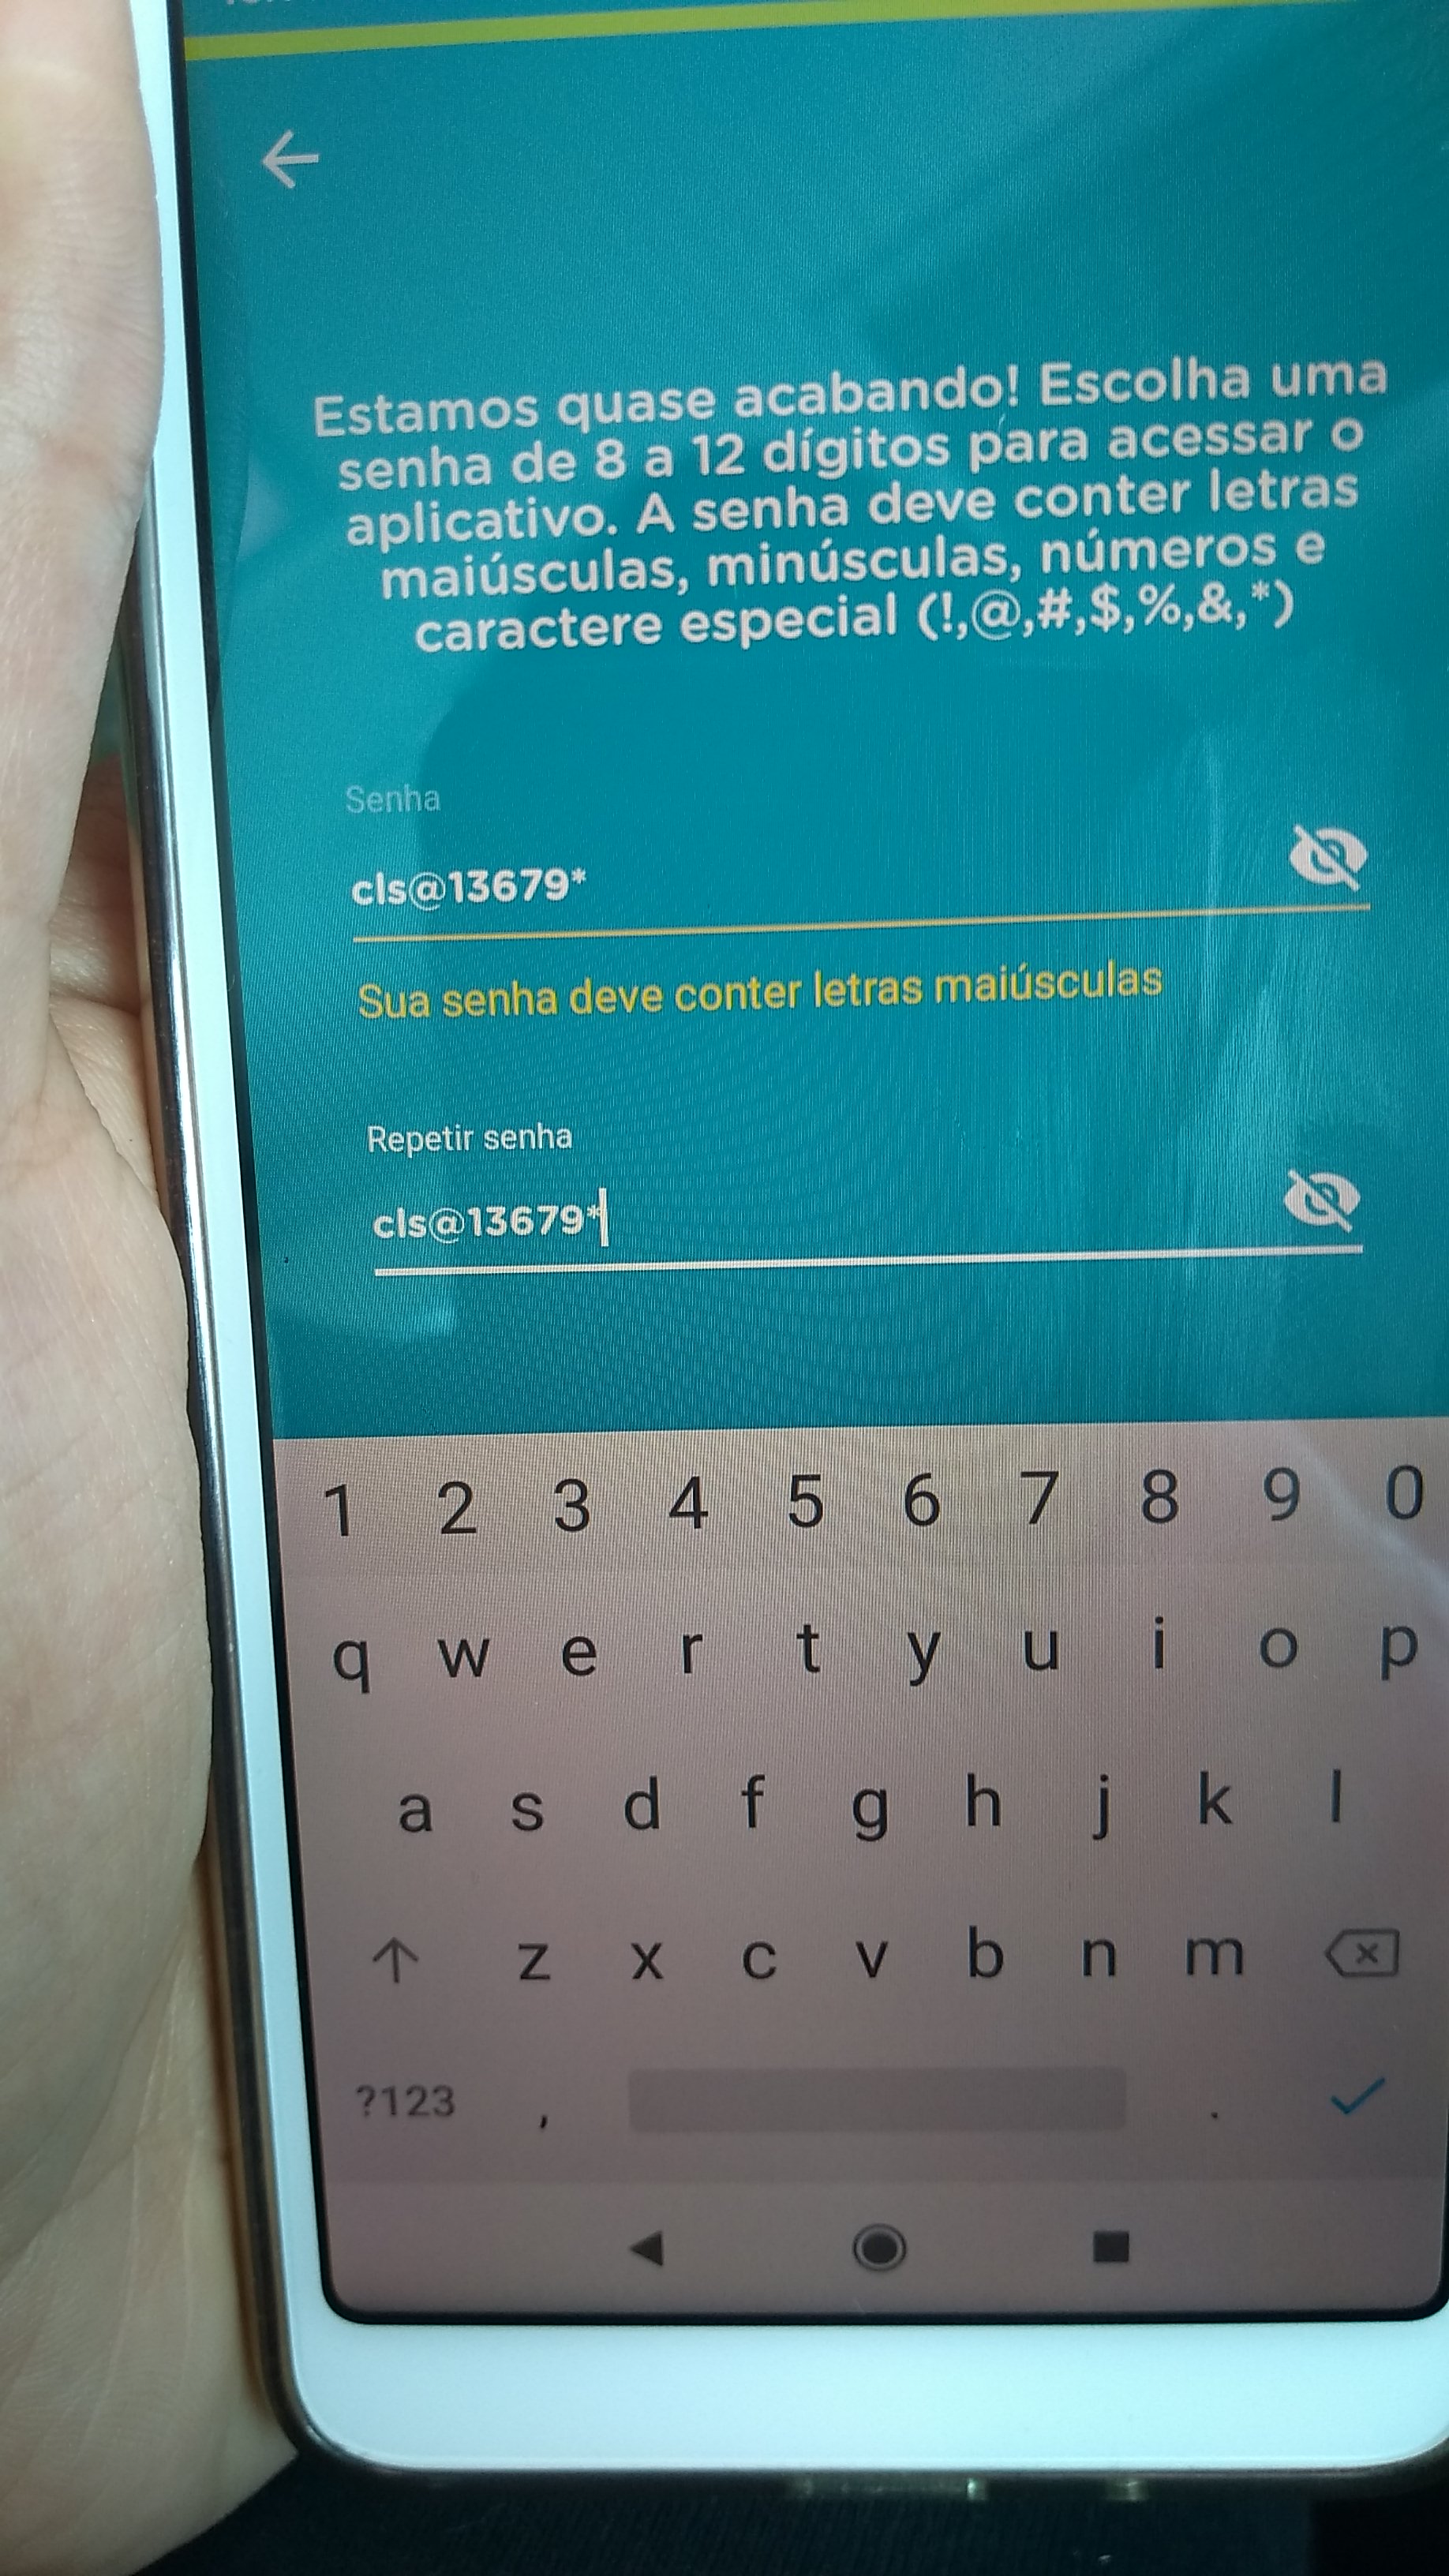 Estamos quase acabando! Escolha uma
senha de 8 a 12 dígitos para acessar o
aplicativo. A senha deve conter letras
maiúsculas, minúsculas, números e
caractere especial (!,@,#,$,%,&,*)
Senha
cls@13679*
Sua senha deve conter letras maiúsculas
Repetir senha
cls@13679*
1 2 3 4 5 6 7 8 9 0
q w e r t y u i o p
a s d f g h j k l
z x c v b n m
?123 , .